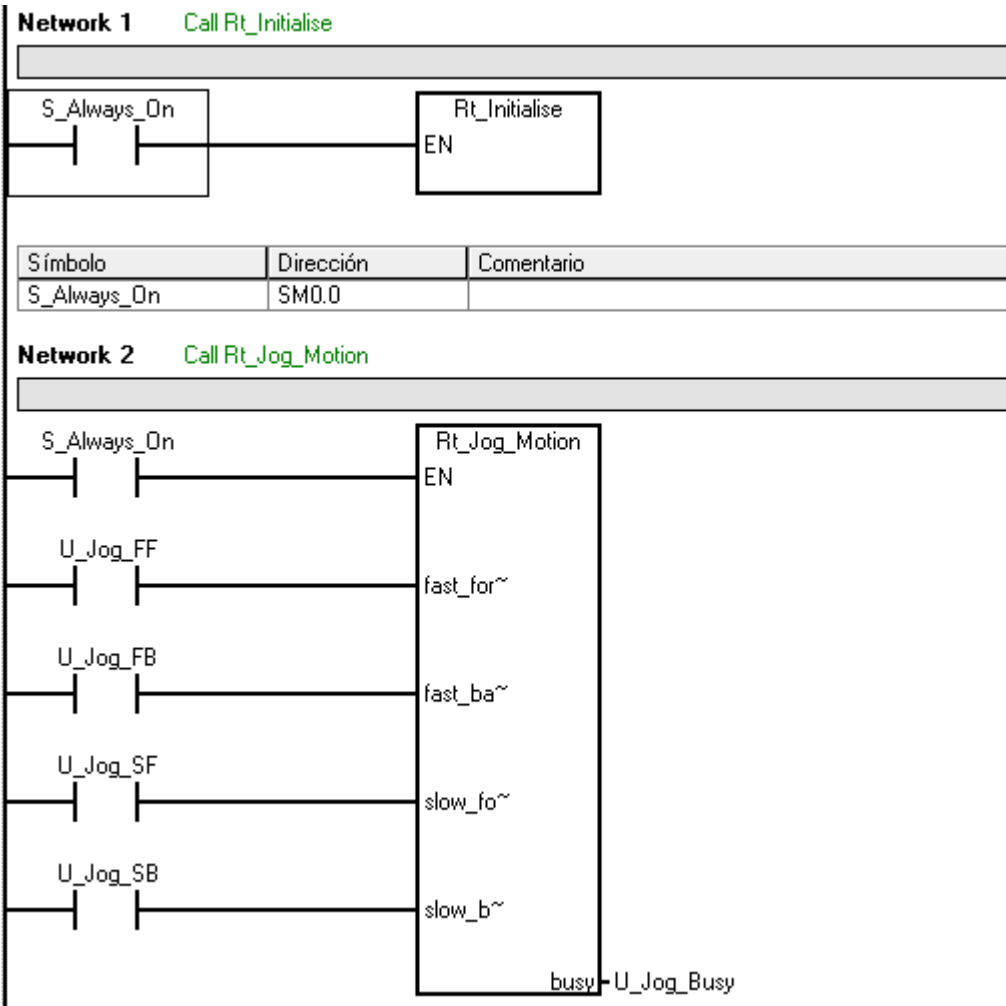 Network 1 Call Rt_Initialise
S_Always_On Rt_Initialise
EN
Símbolo Dirección Comentario
S_Always_On SM0.0
Network 2 Call Rt_Jog_Motion
S_Always_On Rt_Jog_Motion
EN
U_Jog_FF
fast_for~
U_Jog_FB
fast_ba~
U_Jog_SF
slow_fo~
U_Jog_SB
slow_b~
busy U_Jog_Busy